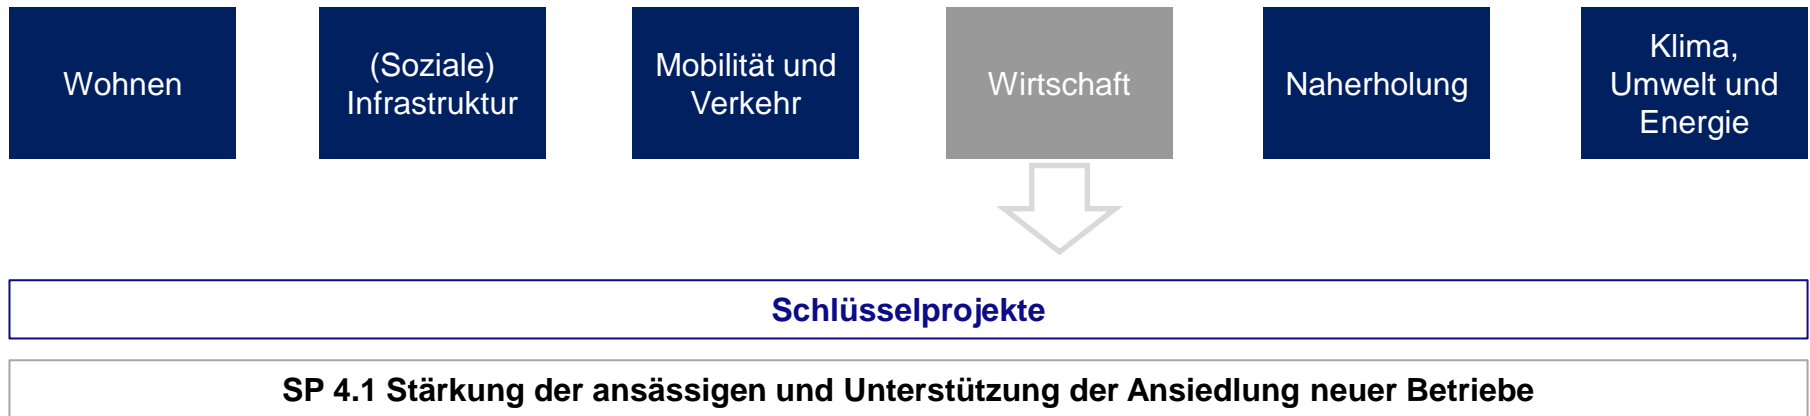 Wohnen
(Soziale)
Infrastruktur
Mobilität und
Verkehr
Wirtschaft
Naherholung
Klima,
Umwelt und
Energie
Schlüsselprojekte
SP 4.1 Stärkung der ansässigen und Unterstützung der Ansiedlung neuer Betriebe